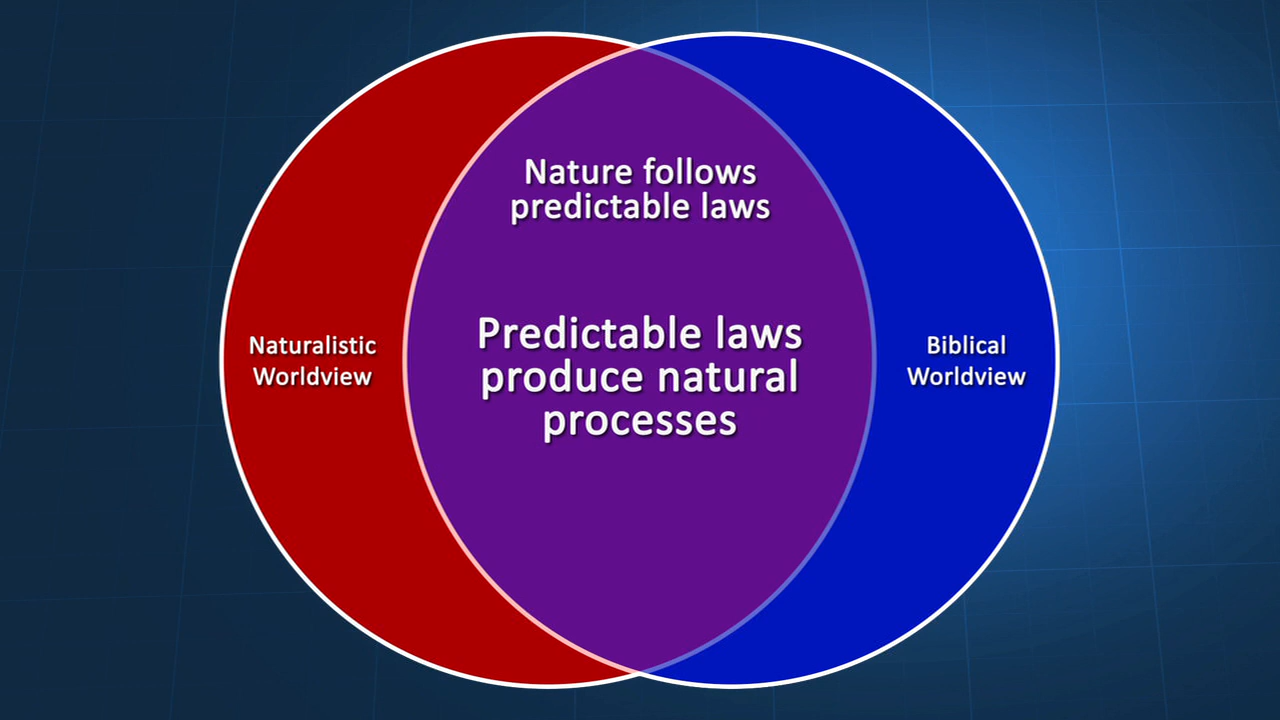 Nature follows
predictable laws
Naturalistic
Worldview
Predictable laws
produce natural
processes
Biblical
Worldview